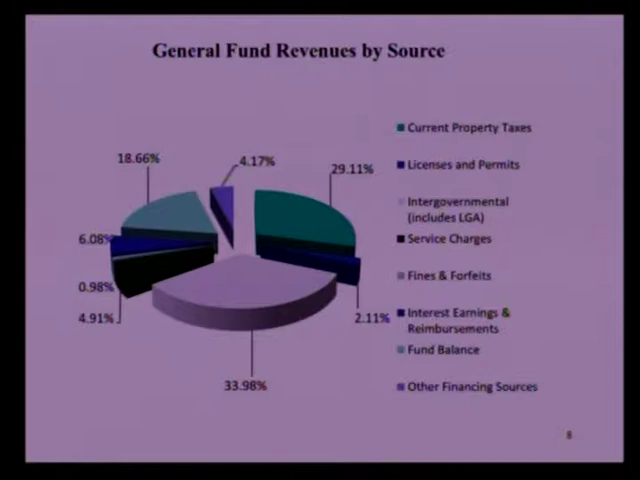 General Fund Revenues by Source
18.66%
4.17%
29.11%
6.08%
0.98%
4.91%
2.11%
33.98%
Current Property Taxes
Licenses and Permits
Intergovernmental
(includes LGA)
Service Charges
Fines & Forfeits
Interest Earnings &
Reimbursements
Fund Balance
Other Financing Sources
8